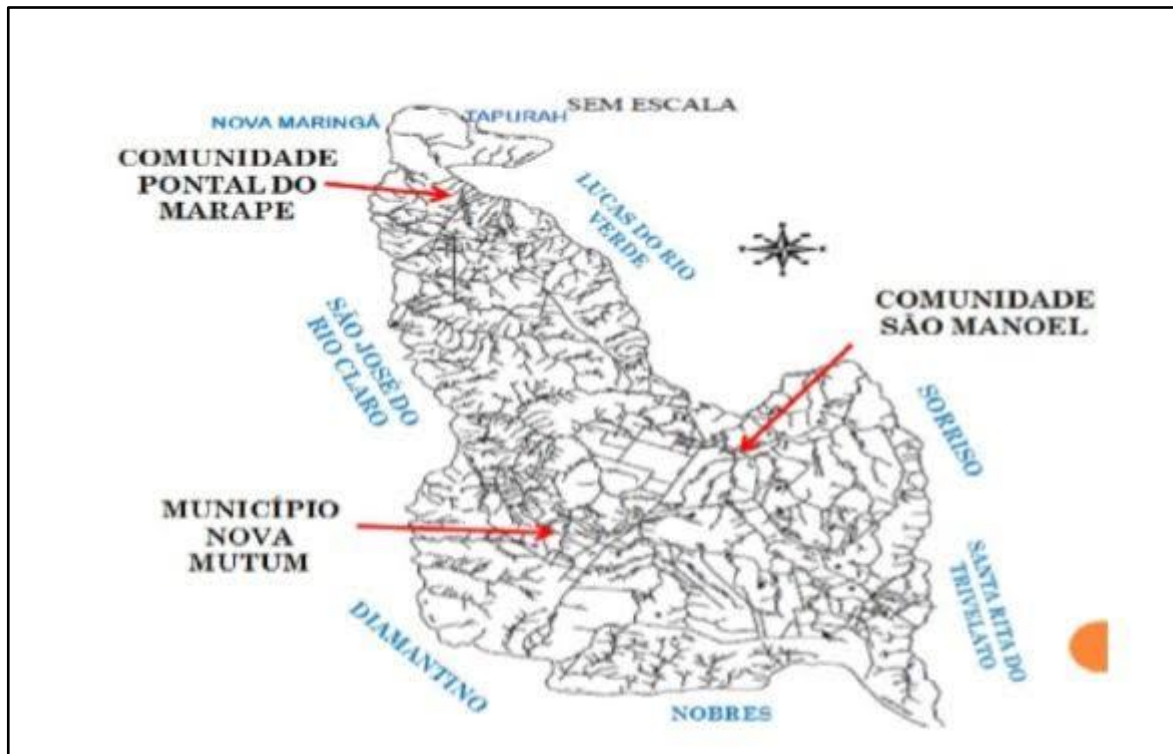 SEM ESCALA
TAPURAH
NOVA MARINGÁ
COMUNIDADE
PONTAL DO
MARAPE
LUCAS DO RIO
VERDE
COMUNIDADE
SÃO MANOEL
SÃO JOSÉ DO
RIO CLARO
SORRISO
MUNICÍPIO
NOVA
MUTUM
SANTA RITA DO
TRIVELATO
DIAMANTINO
NOBRES